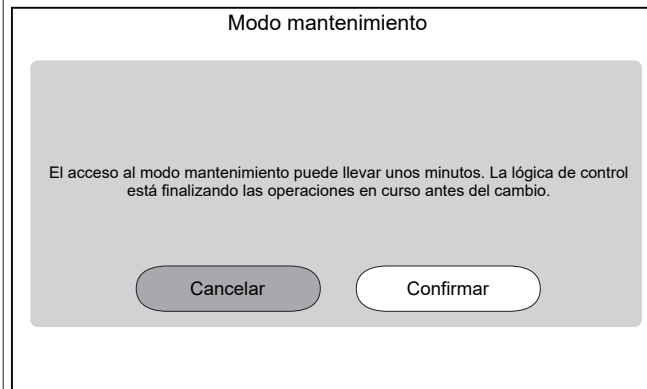 Modo mantenimiento
El acceso al modo mantenimiento puede llevar unos minutos. La lógica de control
está finalizando las operaciones en curso antes del cambio.
Cancelar
Confirmar